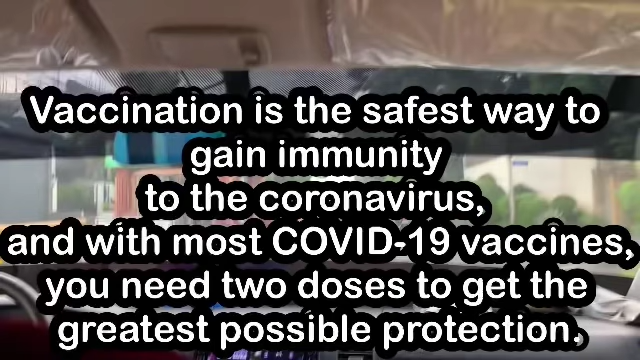 Vaccination is the safest way to
gain immunity
to the coronavirus,
and with most COVID-19 vaccines,
you need two doses to get the
greatest possible protection.